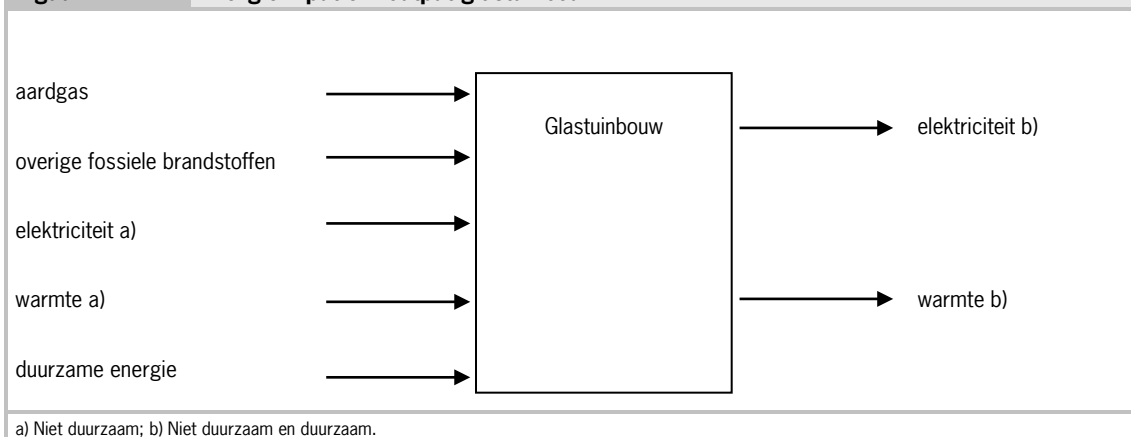 aardgas
Glastuinbouw
elektriciteit b)
overige fossiele brandstoffen
elektriciteit a)
warmte a)
warmte b)
duurzame energie
a) Niet duurzaam; b) Niet duurzaam en duurzaam.